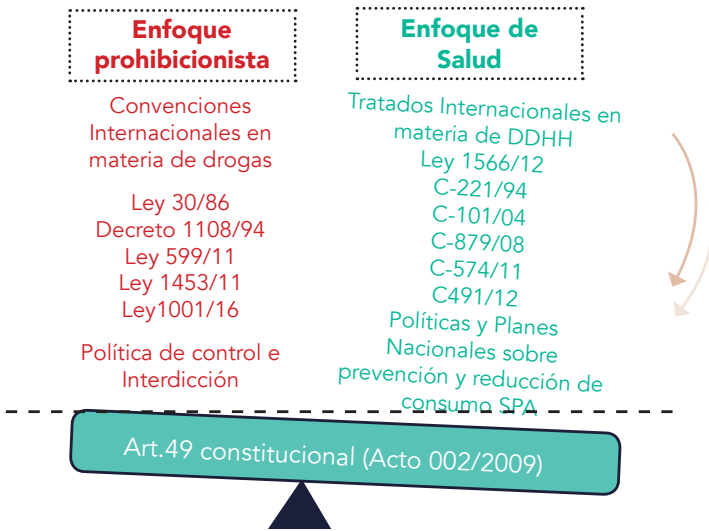 Enfoque
prohibicionista
Convenciones
Internacionales en
materia de drogas
Ley 30/86
Decreto 1108/94
Ley 599/11
Ley 1453/11
Ley1001/16
Política de control e
Interdicción
Enfoque de
Salud
Tratados Internacionales en
materia de DDHH
Ley 1566/12
C-221/94
C-101/04
C-879/08
C-574/11
C491/12
Políticas y Planes
Nacionales sobre
prevención y reducción de
consumo SPA
Art.49 constitucional (Acto 002/2009)